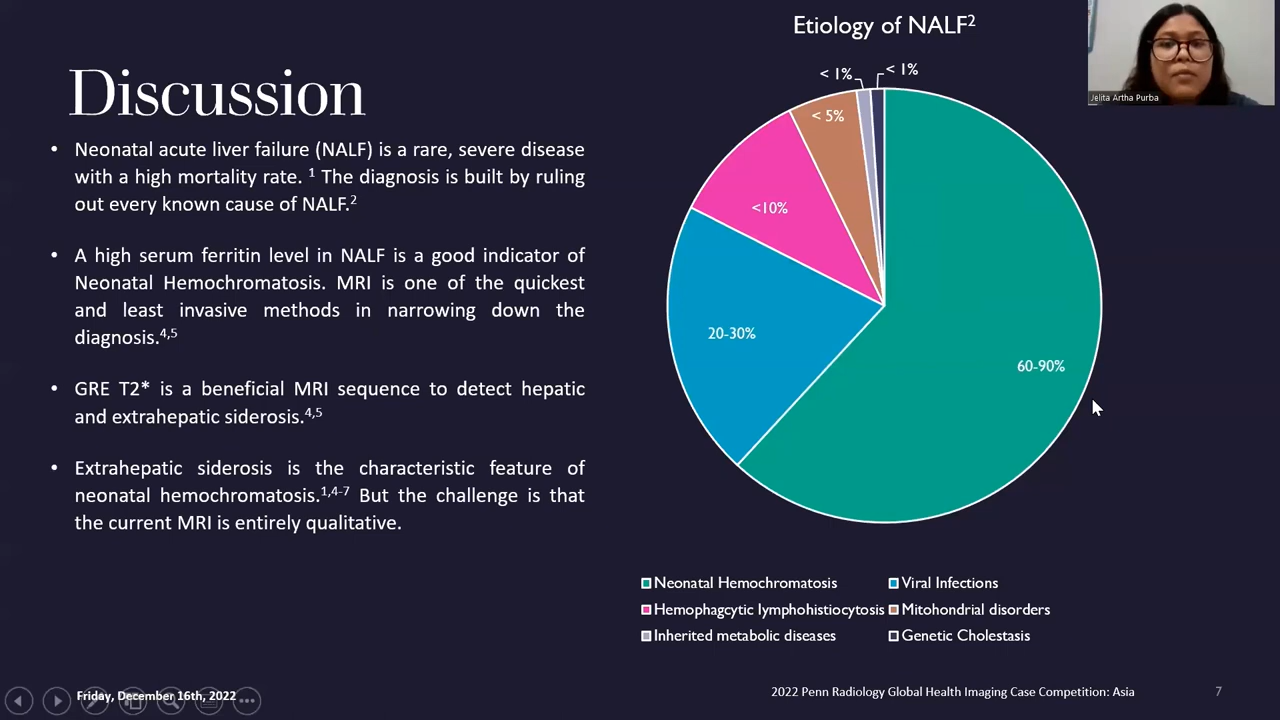 Etiology of NALF2
Jelita Artha Purba
Discussion
• Neonatal acute liver failure (NALF) is a rare, severe disease
with a high mortality rate. 1 The diagnosis is built by ruling
out every known cause of NALF.2
• A high serum ferritin level in NALF is a good indicator of
Neonatal Hemochromatosis. MRI is one of the quickest
and least invasive methods in narrowing down the
diagnosis.4,5
• GRE T2* is a beneficial MRI sequence to detect hepatic
and extrahepatic siderosis.4,5
• Extrahepatic siderosis is the characteristic feature of
neonatal hemochromatosis.1,4-7 But the challenge is that
the current MRI is entirely qualitative.
< 1%
< 1%
< 5%
<10%
20-30%
60-90%
Neonatal Hemochromatosis
Viral Infections
Hemophagcytic lymphohistiocytosis
Mitohondrial disorders
Inherited metabolic diseases
Genetic Cholestasis
Friday, December 16th, 2022
2022 Penn Radiology Global Health Imaging Case Competition: Asia
7